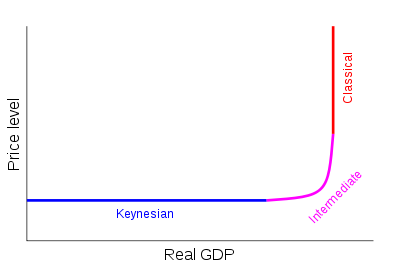 Price level
Classical
Intermediate
Keynesian
Real GDP